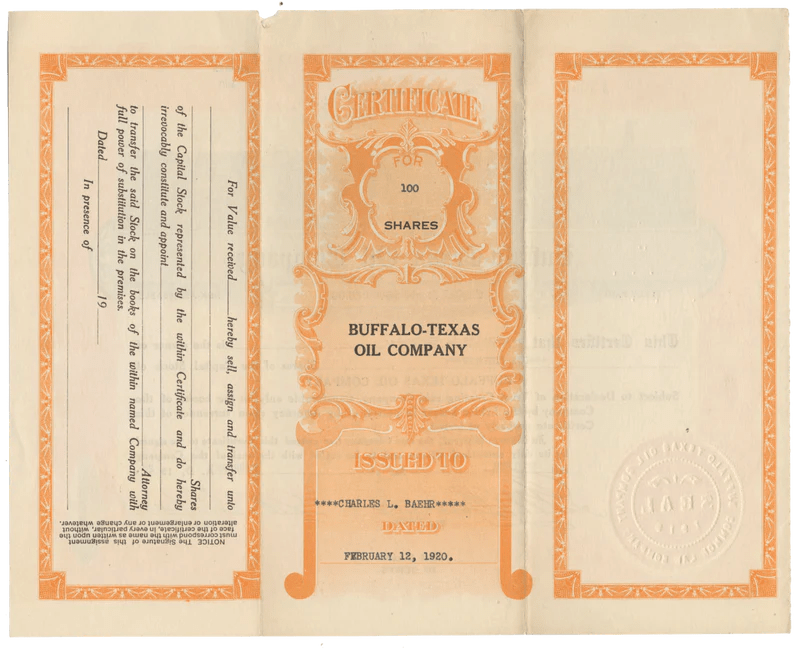 For Value received hereby sell, assign and transfer unto
Shares
of the Capital Stock represented by the within Certificate and do hereby
irrevocably constitute and appoint
Attorney
to transfer the said Stock on the books of the within named Company with
full power of substitution in the premises.
Dated 19
In presence of
NOTICE The Signature of this assignment
must correspond with the name as written upon the
face of the certificate, in every particular, without
alteration or enlargement or any change whatever.
CERTIFICATE
FOR
100
SHARES
BUFFALO-TEXAS
OIL COMPANY
ISSUED TO
****CHARLES L. BAEHR*****
DATED
FEBRUARY 12, 1920.
SEAL